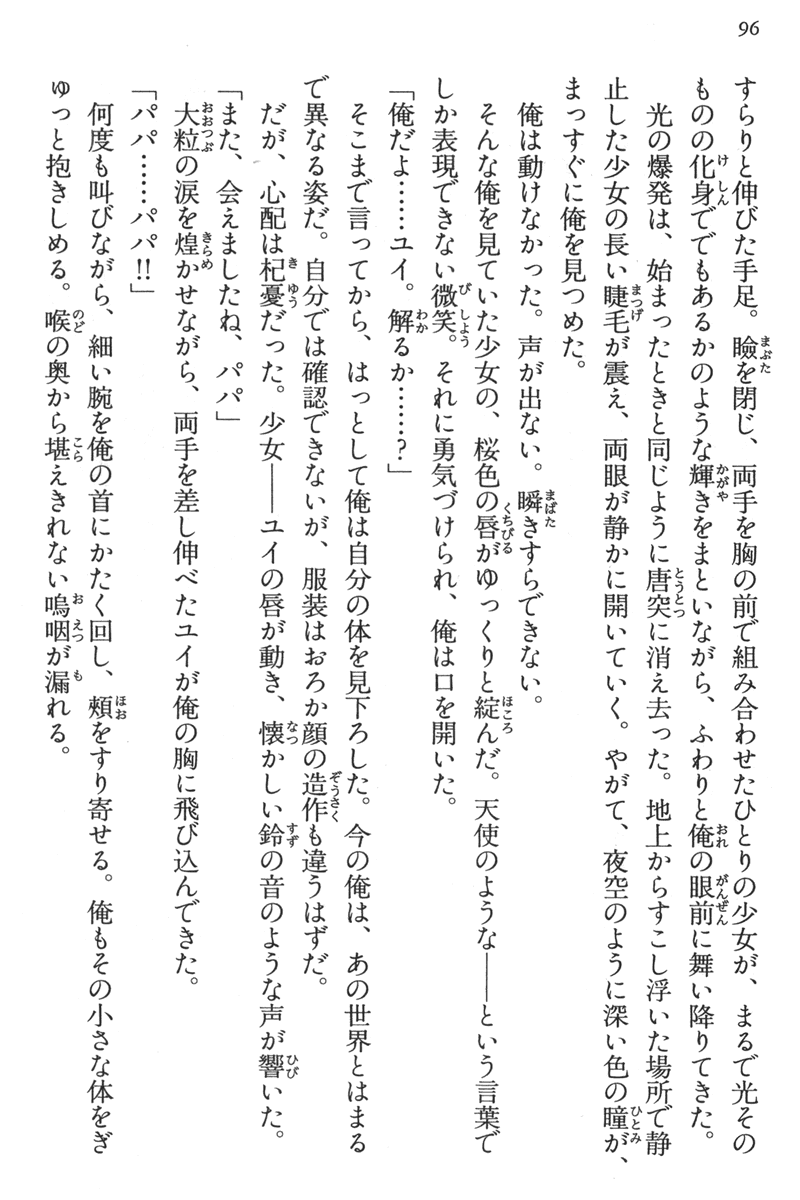 96
すらりと伸びた手足。瞼を閉じ、両手を胸の前で組み合わせたひとりの少女が、まるで光その
ものの化身ででもあるかのような輝きをまといながら、ふわりと俺の眼前に舞い降りてきた。
光の爆発は、始まったときと同じように唐突に消え去った。地上からすこし浮いた場所で静
止した少女の長い睫毛が震え、両眼が静かに開いていく。やがて、夜空のように深い色の瞳が、
まっすぐに俺を見つめた。
俺は動けなかった。声が出ない。瞬きすらできない。
そんな俺を見ていた少女の、桜色の唇がゆっくりと綻んだ。天使のような――という言葉で
しか表現できない微笑。それに勇気づけられ、俺は口を開いた。
「俺だよ……ユイ。解るか……？」
そこまで言ってから、はっとして俺は自分の体を見下ろした。今の俺は、あの世界とはまる
で異なる姿だ。自分では確認できないが、服装はおろか顔の造作も違うはずだ。
だが、心配は杞憂だった。少女――ユイの唇が動き、懐かしい鈴の音のような声が響いた。
「また、会えましたね、パパ」
大粒の涙を煌かせながら、両手を差し伸べたユイが俺の胸に飛び込んできた。
「パパ……パパ!!」
何度も叫びながら、細い腕を俺の首にかたく回し、頬をすり寄せる。俺もその小さな体をぎ
ゅっと抱きしめる。喉の奥から堪えきれない嗚咽が漏れる。